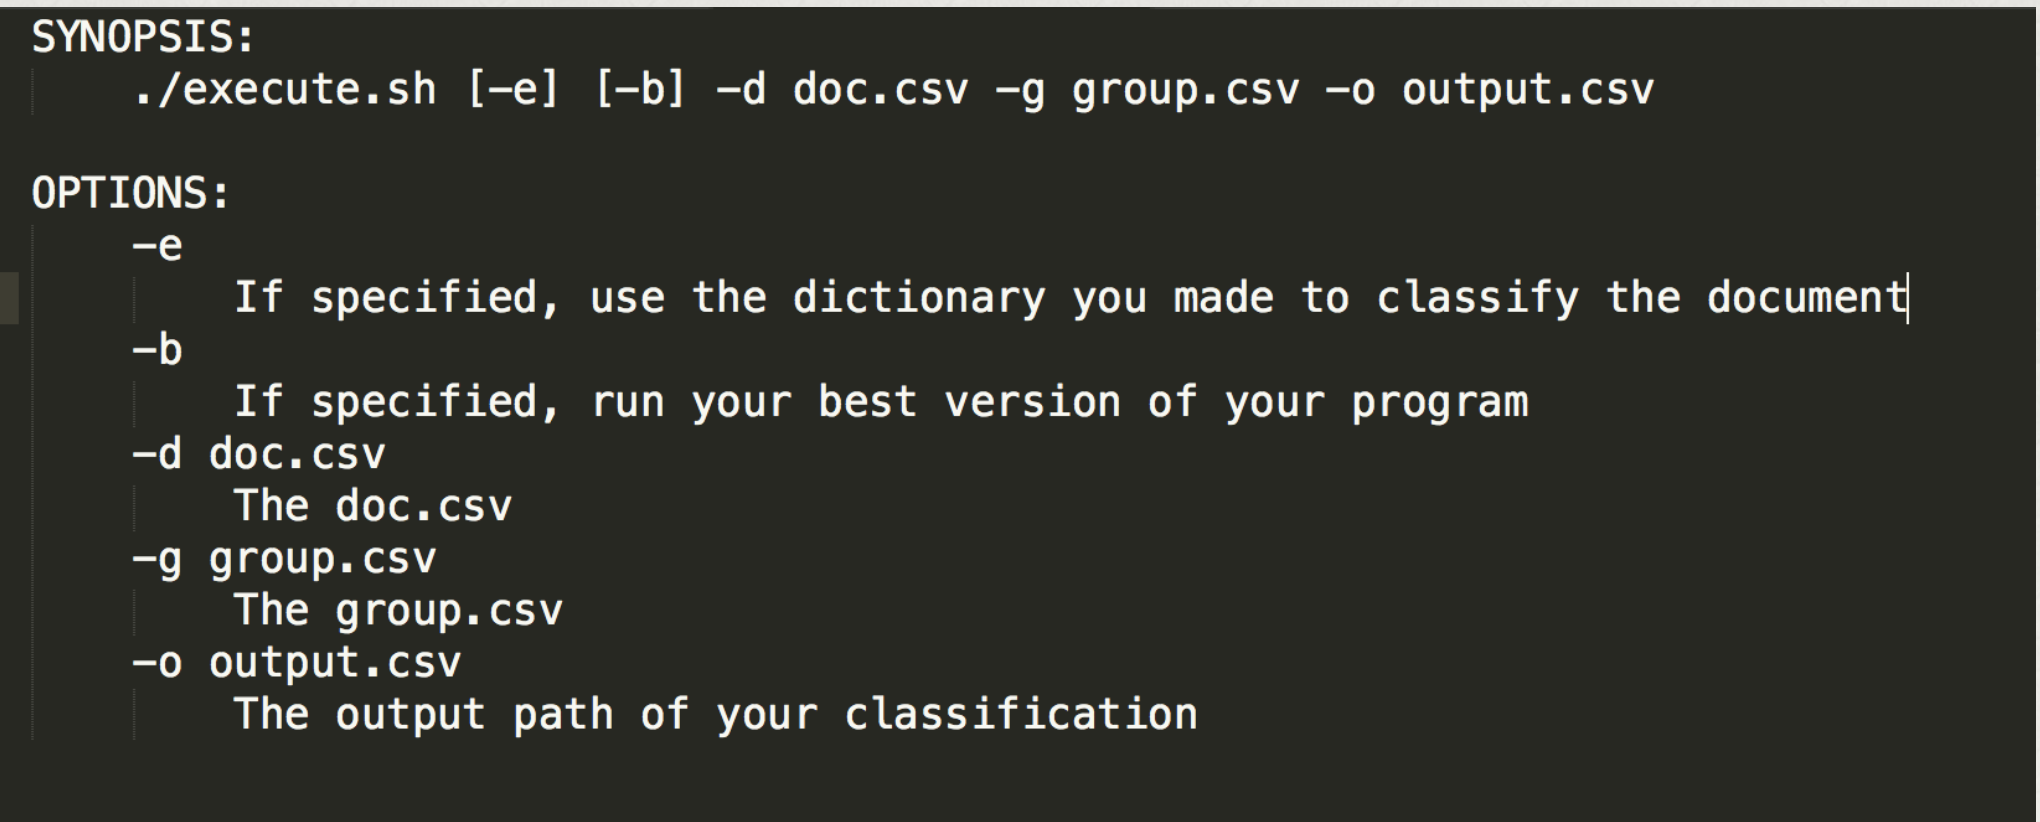 SYNOPSIS:
./execute.sh [-e] [-b] -d doc.csv -g group.csv -o output.csv
OPTIONS:
-e
If specified, use the dictionary you made to classify the document
-b
If specified, run your best version of your program
-d doc.csv
The doc.csv
-g group.csv
The group.csv
-o output.csv
The output path of your classification